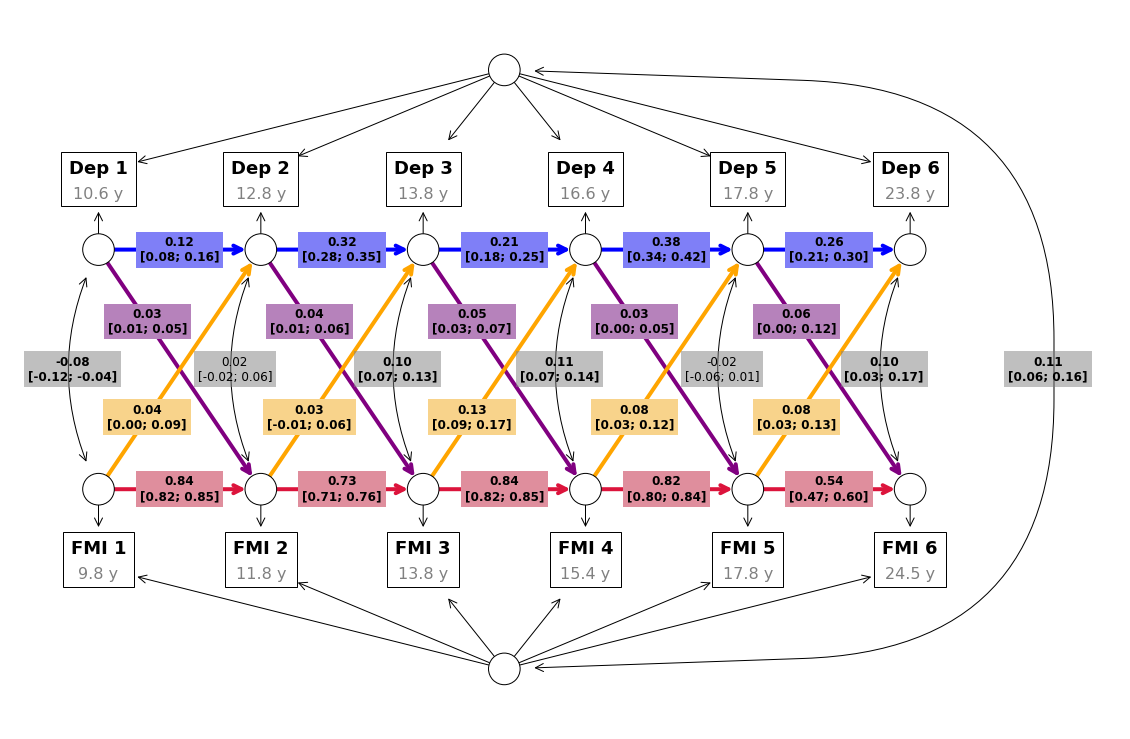 Dep 1
10.6 y
Dep 2
12.8 y
Dep 3
13.8 y
Dep 4
16.6 y
Dep 5
17.8 y
Dep 6
23.8 y
0.12
[0.08; 0.16]
0.32
[0.28; 0.35]
0.21
[0.18; 0.25]
0.38
[0.34; 0.42]
0.26
[0.21; 0.30]
0.03
[0.01; 0.05]
0.04
[0.01; 0.06]
0.05
[0.03; 0.07]
0.03
[0.00; 0.05]
0.06
[0.00; 0.12]
-0.08
[-0.12; -0.04]
0.02
[-0.02; 0.06]
0.10
[0.07; 0.13]
0.11
[0.07; 0.14]
-0.02
[-0.06; 0.01]
0.10
[0.03; 0.17]
0.11
[0.06; 0.16]
0.04
[0.00; 0.09]
0.03
[-0.01; 0.06]
0.13
[0.09; 0.17]
0.08
[0.03; 0.12]
0.08
[0.03; 0.13]
0.84
[0.82; 0.85]
0.73
[0.71; 0.76]
0.84
[0.82; 0.85]
0.82
[0.80; 0.84]
0.54
[0.47; 0.60]
FMI 1
9.8 y
FMI 2
11.8 y
FMI 3
13.8 y
FMI 4
15.4 y
FMI 5
17.8 y
FMI 6
24.5 y